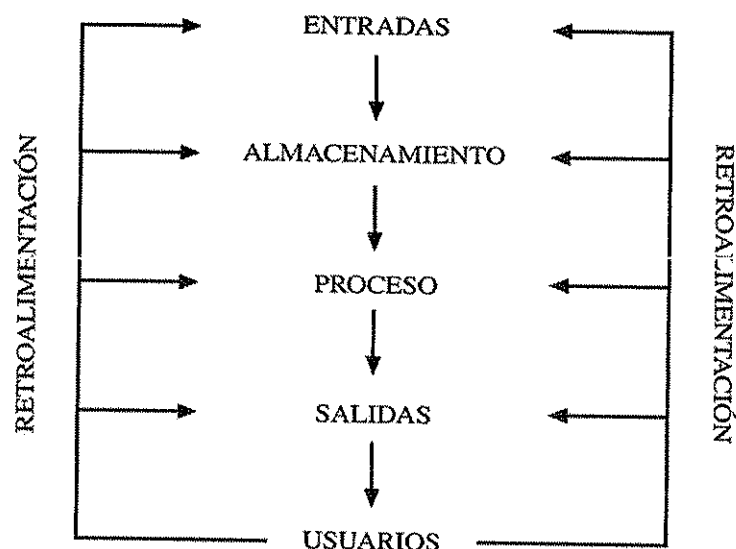 ENTRADAS
ALMACENAMIENTO
PROCESO
SALIDAS
USUARIOS
RETROALIMENTACIÓN
RETROALIMENTACIÓN